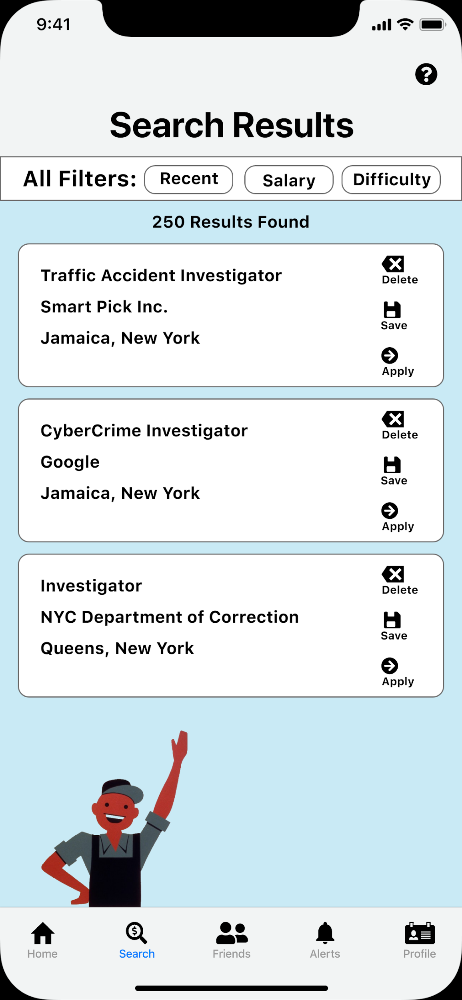 9:41
Search Results
All Filters: Recent Salary Difficulty
250 Results Found
Traffic Accident Investigator
Smart Pick Inc.
Jamaica, New York
Delete
Save
Apply
CyberCrime Investigator
Google
Jamaica, New York
Delete
Save
Apply
Investigator
NYC Department of Correction
Queens, New York
Delete
Save
Apply
Home Search Friends Alerts Profile